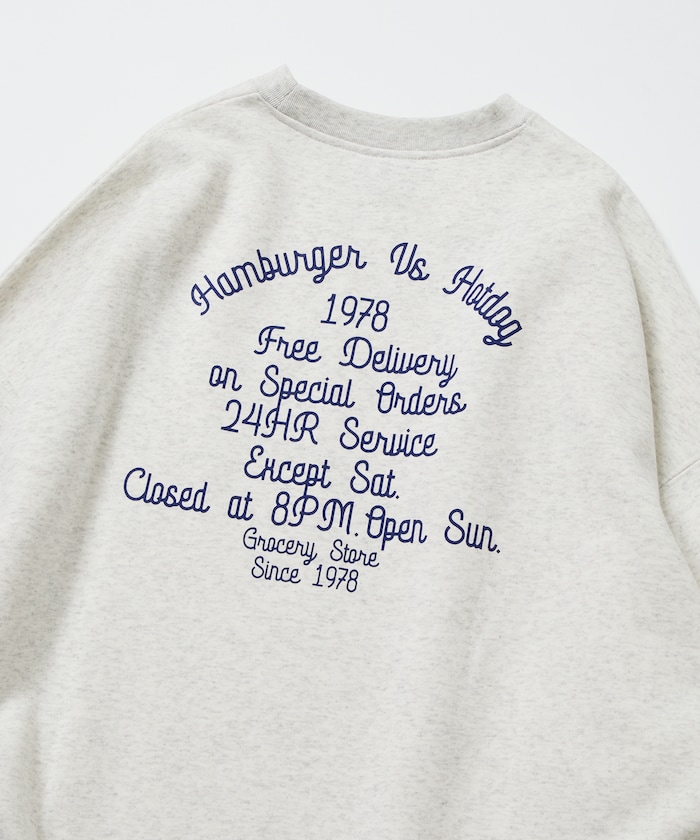 Hamburger Vs Hotdog
1978
Free Delivery
on Special Orders
24HR Service
Except Sat.
Closed at 8PM. Open Sun.
Grocery Store
Since 1978